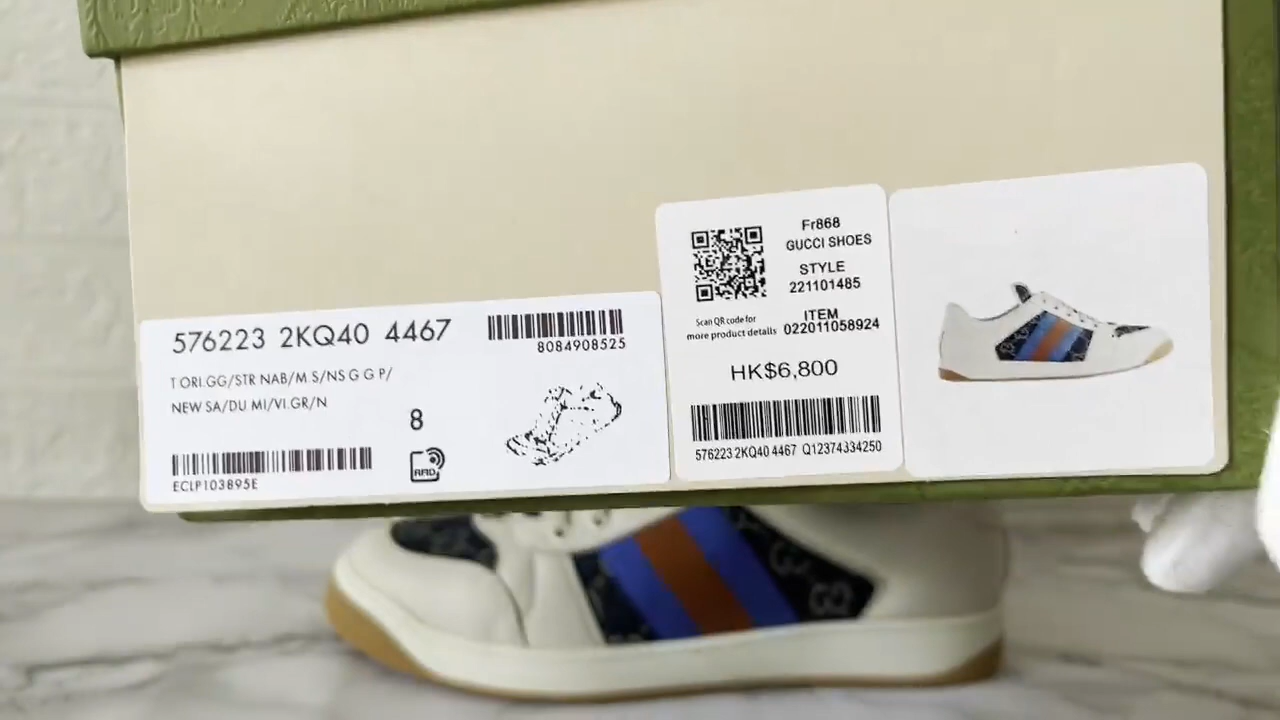 576223 2KQ40 4467
8084908525
T ORI.GG/STR NAB/M S/NS G G P/
NEW SA/DU MI/VI.GR/N
8
RFID
ECLP103895E
Fr868
GUCCI SHOES
STYLE
221101485
Scan QR code for
more product details
ITEM
022011058924
HK$6,800
576223 2KQ40 4467 Q12374334250